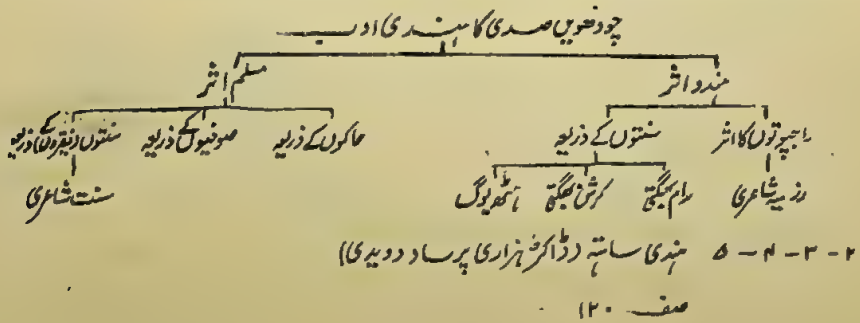 چودھویں صدی کا ہندی ادب
ہندو اثر مسلم اثر
راجپوتوں کا اثر سنتوں کے ذریعہ حاکموں کے ذریعہ صوفیوں کے ذریعہ سنتوں (فقیروں) کے ذریعہ
رزمیہ شاعری رام بھگتی کرشن بھگتی ہٹھ یوگ سنت شاعری
۲ - ۳ - ۴ - ۵ ہندی ساہتیہ (ڈاکٹر ہزاری پرساد دویدی)
صفہ ۱۲۰